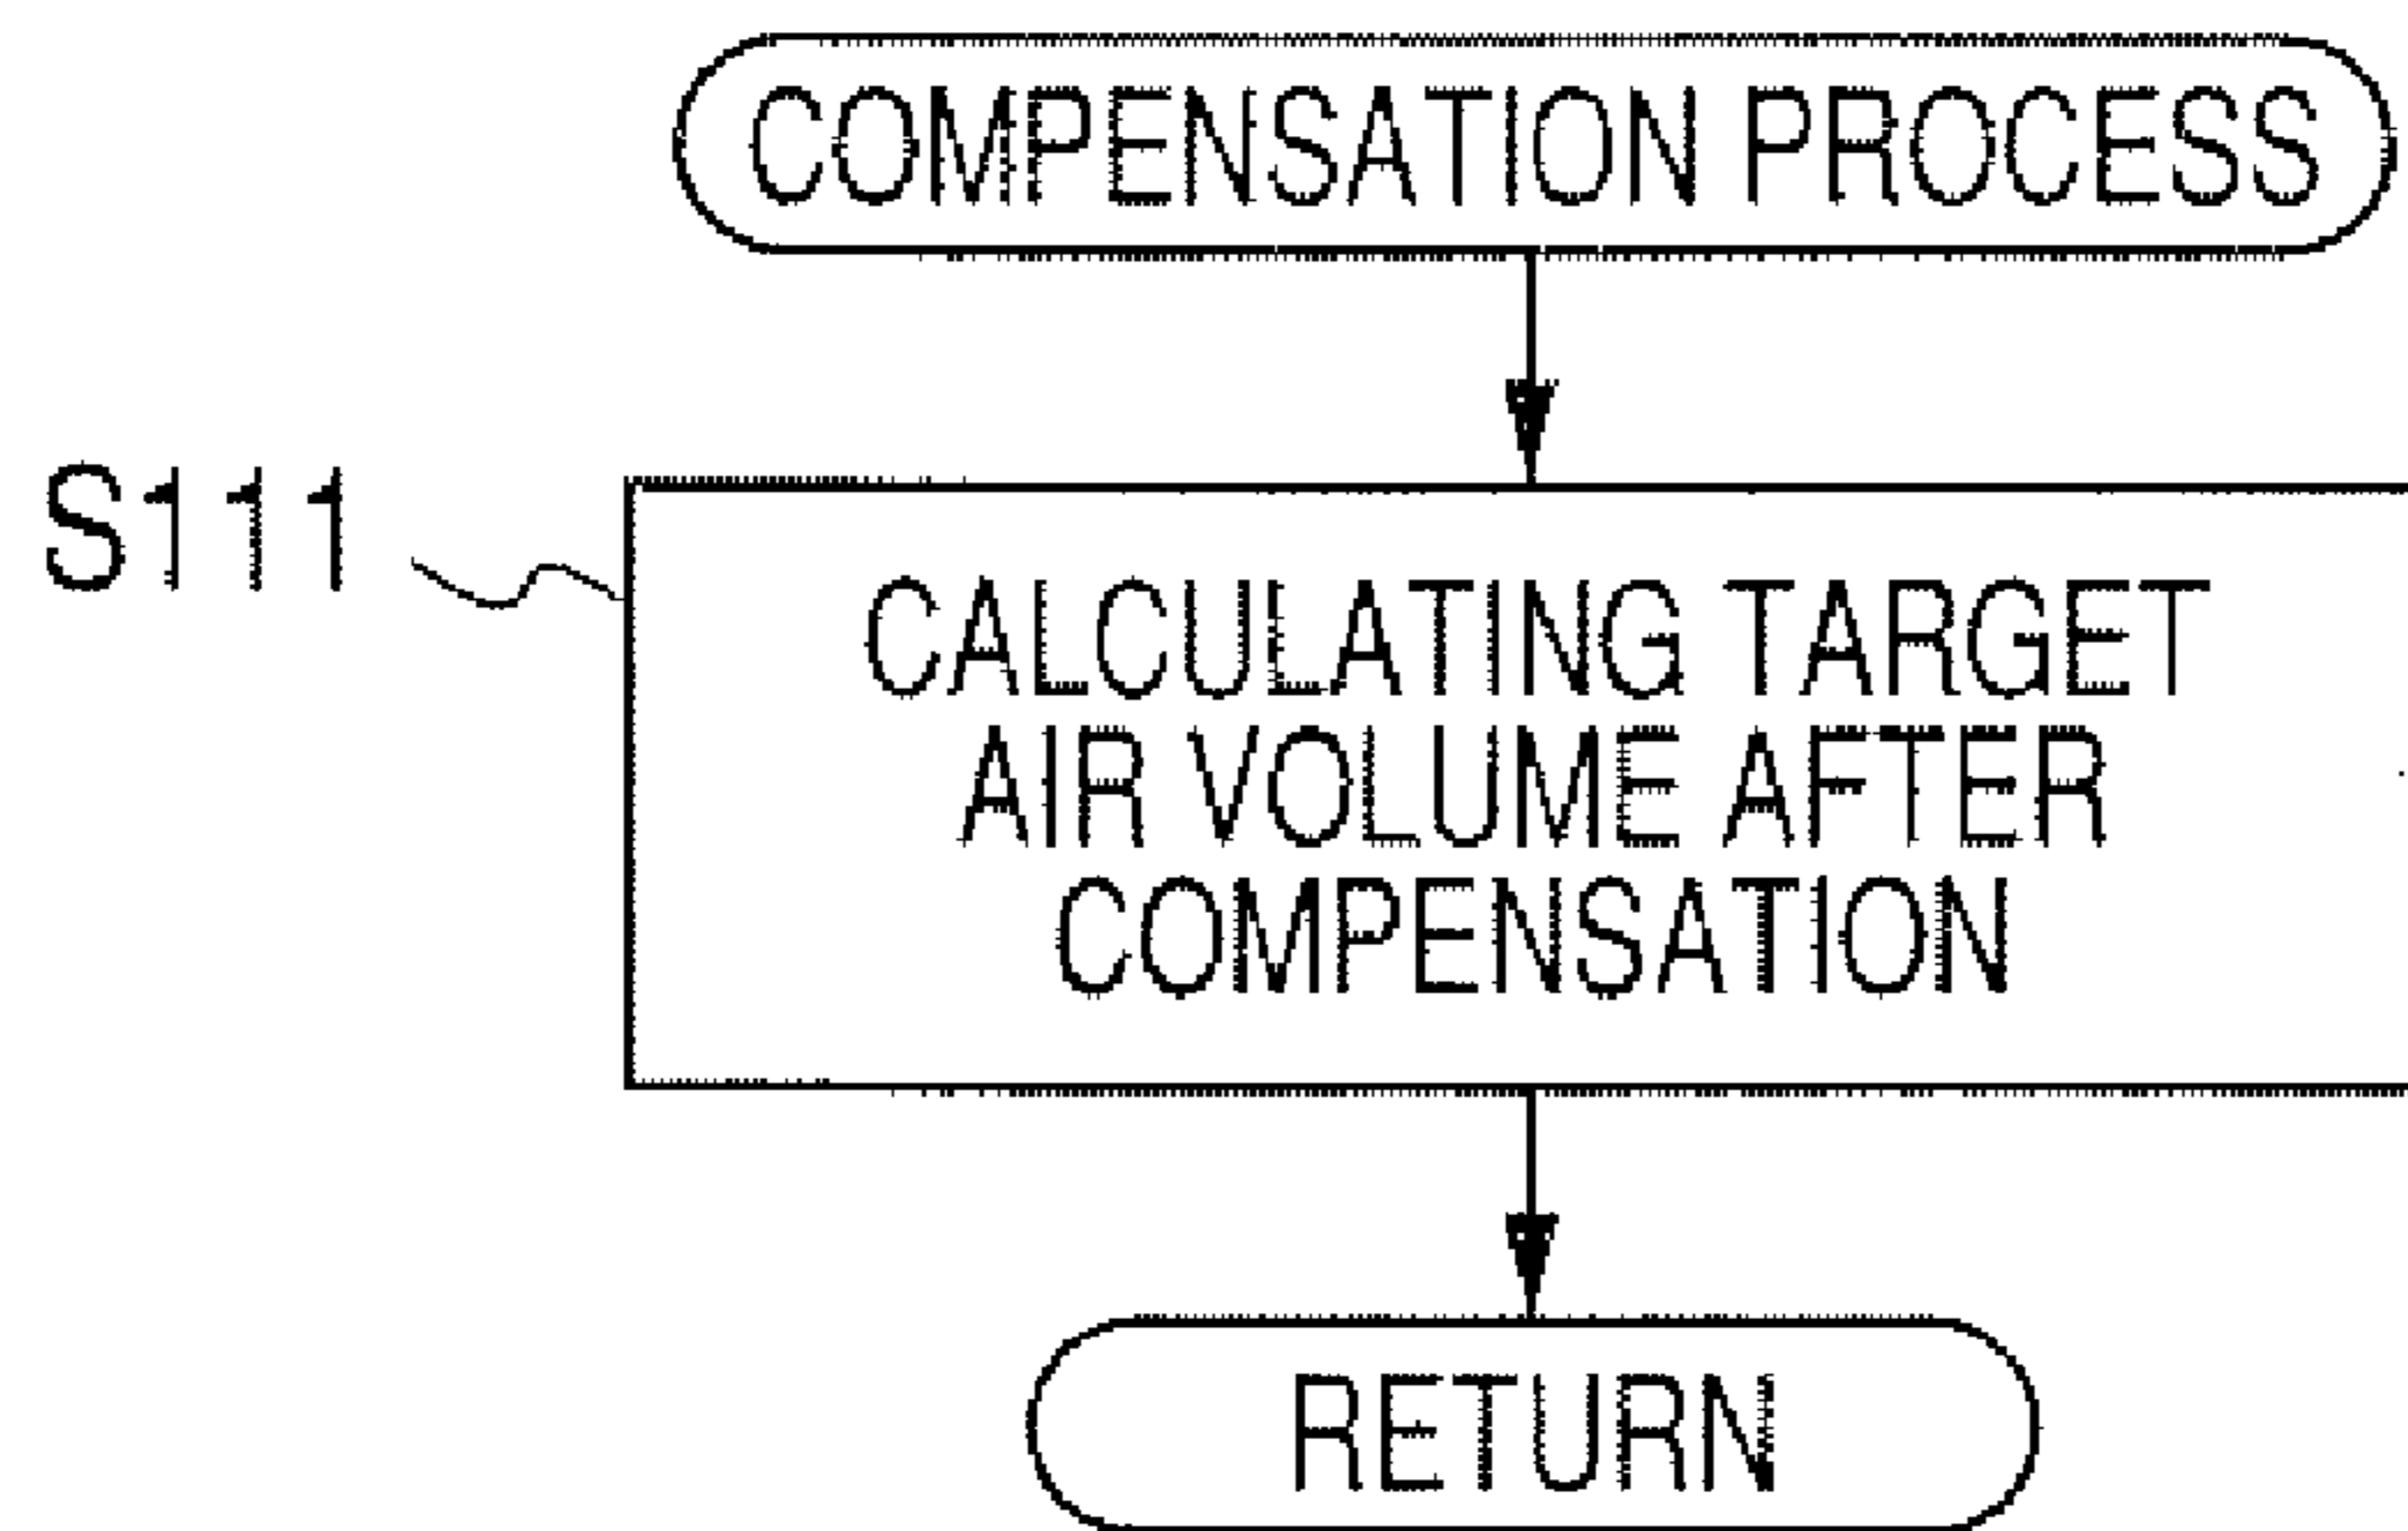 COMPENSATION PROCESS
S111
CALCULATING TARGET
AIR VOLUME AFTER
COMPENSATION
RETURN